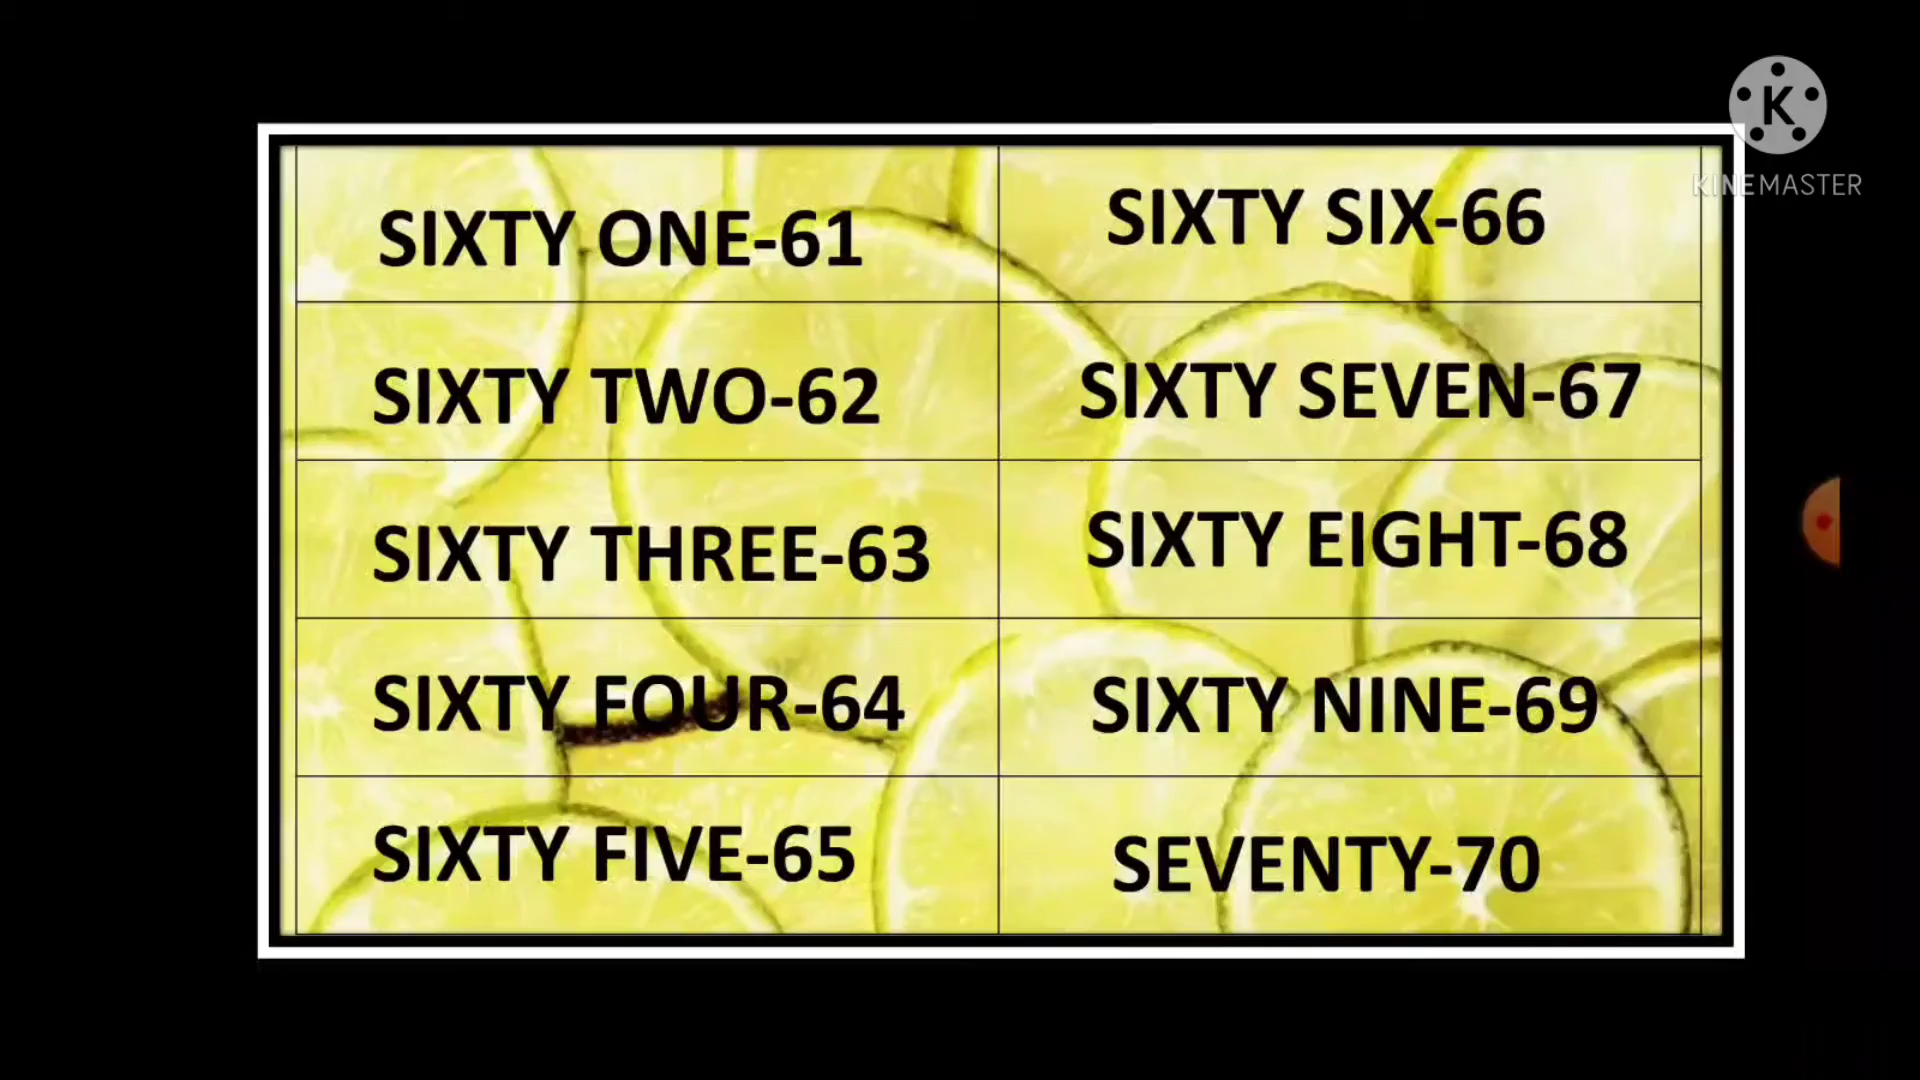 SIXTY ONE-61
SIXTY TWO-62
SIXTY THREE-63
SIXTY FOUR-64
SIXTY FIVE-65
SIXTY SIX-66
SIXTY SEVEN-67
SIXTY EIGHT-68
SIXTY NINE-69
SEVENTY-70
K
KINEMASTER